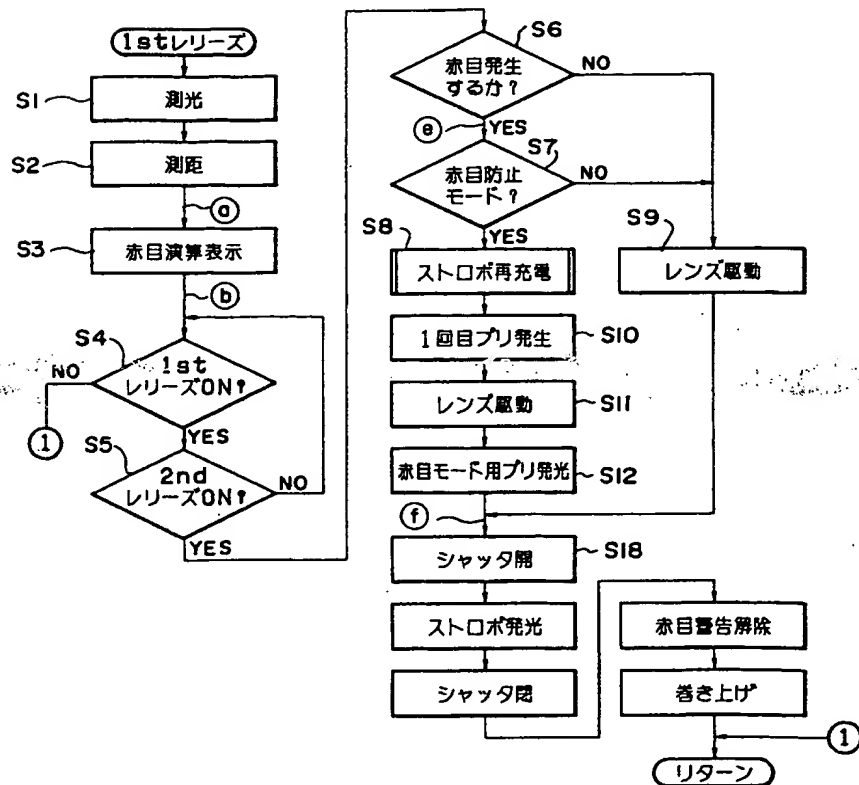 1stレリーズ
S1
測光
S2
測距
ⓐ
S3
赤目演算表示
ⓑ
S4
1st
レリーズON?
NO
①
YES
S5
2nd
レリーズON?
NO
YES
S6
赤目発生
するか?
NO
ⓔ
YES
S7
赤目防止
モード?
NO
YES
S8
ストロボ再充電
S9
レンズ駆動
1回目プリ発生
S10
レンズ駆動
S11
赤目モード用プリ発光
S12
ⓕ
シャッタ開
S18
ストロボ発光
シャッタ閉
赤目警告解除
巻き上げ
①
リターン